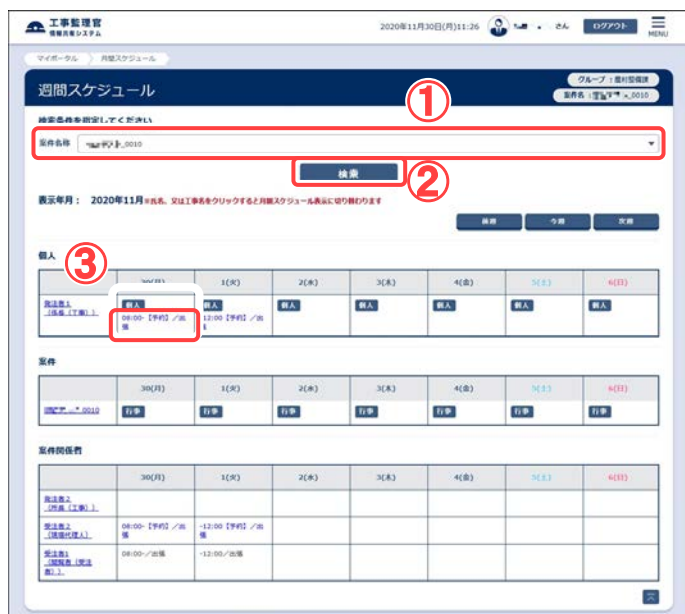 工事監理官
情報共有システム
2020年11月30日(月)11:26
さん
ログアウト
MENU
マイポータル
月間スケジュール
週間スケジュール
グループ：農村整備課
案件名：
_0010
①
検索条件を指定してください
案件名称
_0010
検索
②
表示年月： 2020年11月※氏名、又は工事名をクリックすると月間スケジュール表示に切り替わります
前週 今週 次週
個人
③
30(月) 1(火) 2(水) 3(木) 4(金) 5(土) 6(日)
発注者1
（係長（工事））
個人 個人 個人 個人 個人 個人 個人
08:00-【予約】／出張
-12:00【予約】／出張
案件
30(月) 1(火) 2(水) 3(木) 4(金) 5(土) 6(日)
_0010
行事 行事 行事 行事 行事 行事 行事
案件関係者
30(月) 1(火) 2(水) 3(木) 4(金) 5(土) 6(日)
発注者2
（所長（工事））
受注者2
（現場代理人）
08:00-【予約】／出張
-12:00【予約】／出張
受注者1
（閲覧者（受注者））
08:00-／出張
-12:00／出張